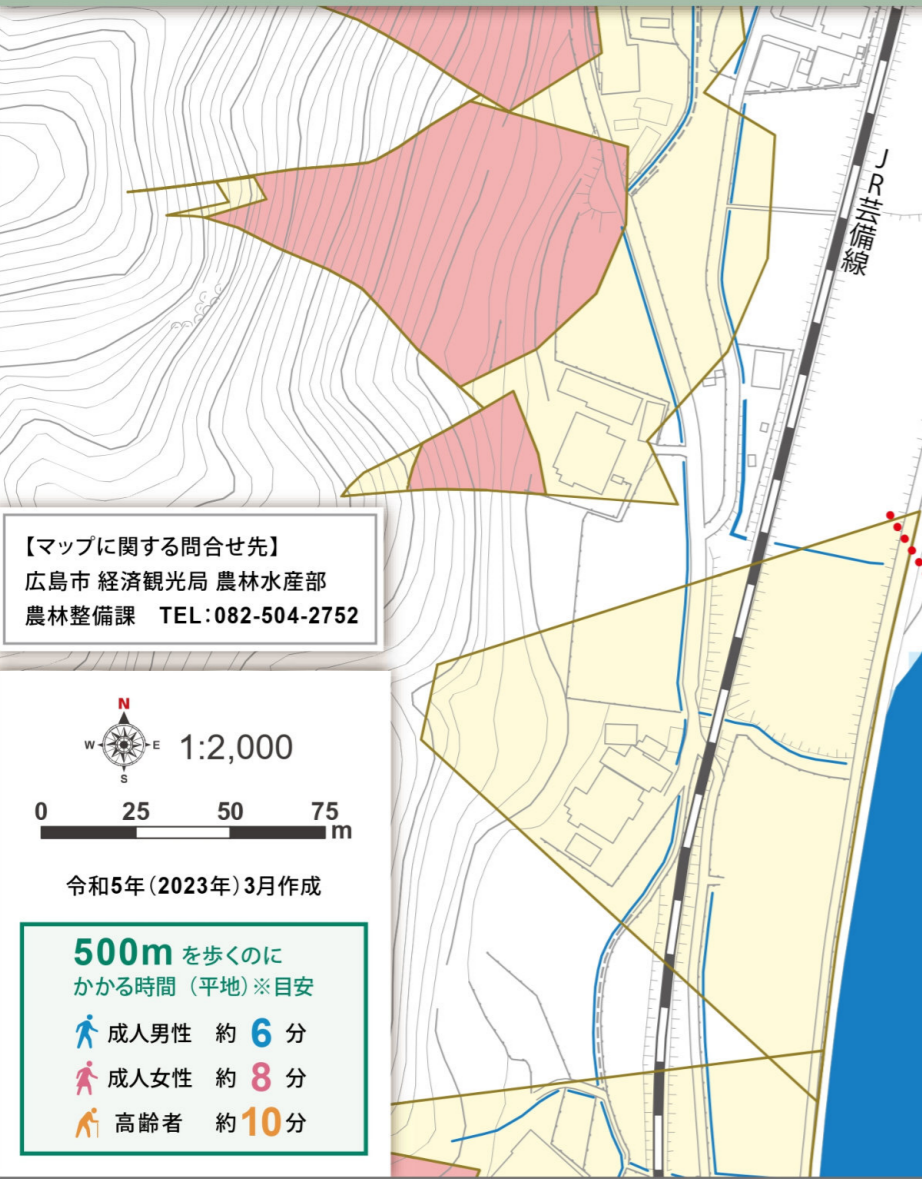 JR芸備線
【マップに関する問合せ先】
広島市 経済観光局 農林水産部
農林整備課 TEL:082-504-2752
N
W E
S
1:2,000
0 25 50 75
m
令和5年(2023年)3月作成
500m を歩くのに
かかる時間 (平地)※目安
成人男性 約 6 分
成人女性 約 8 分
高齢者 約10分